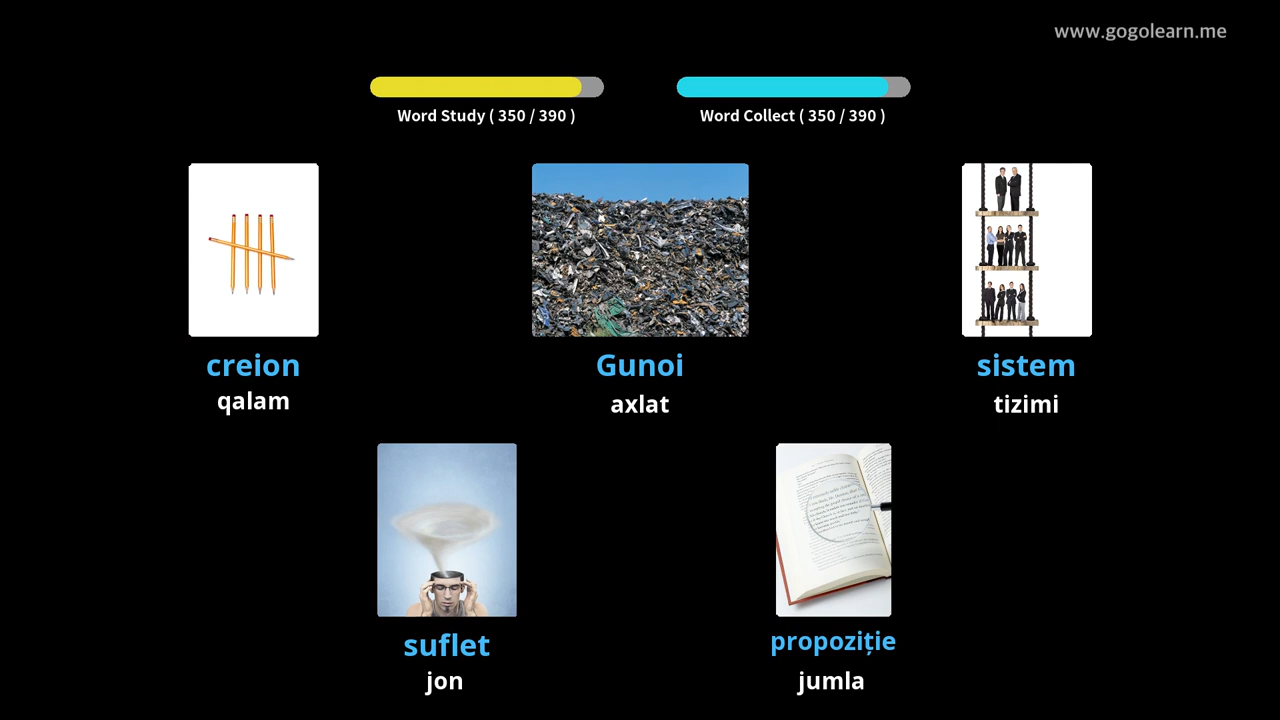 www.gogolearn.me
Word Study ( 350 / 390 )
Word Collect ( 350 / 390 )
creion
qalam
Gunoi
axlat
sistem
tizimi
suflet
jon
propoziție
jumla